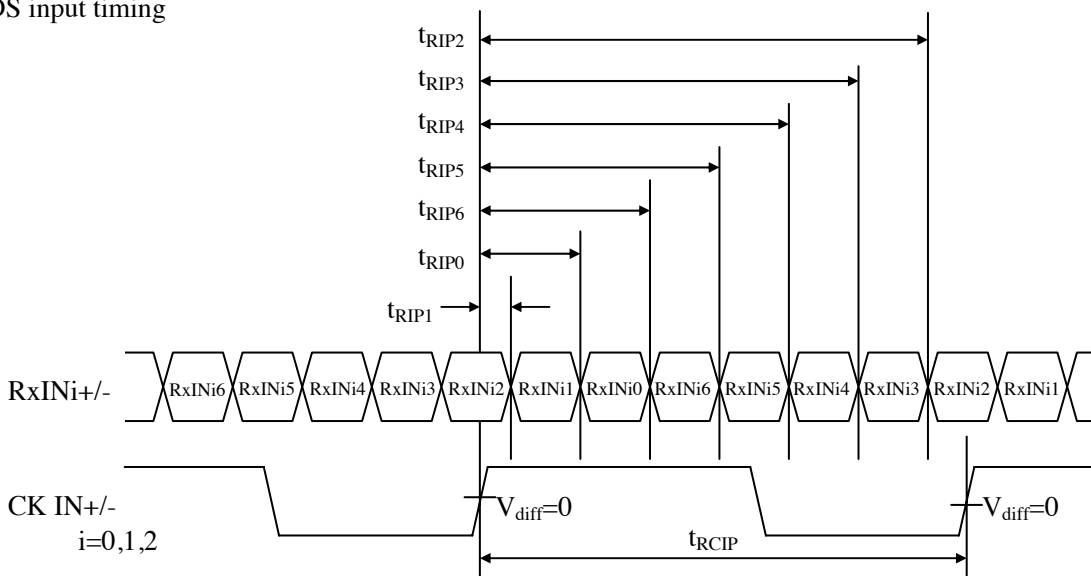 DS input timing
tRIP2
tRIP3
tRIP4
tRIP5
tRIP6
tRIP0
tRIP1
RxINi+/- RxINi6 RxINi5 RxINi4 RxINi3 RxINi2 RxINi1 RxINi0 RxINi6 RxINi5 RxINi4 RxINi3 RxINi2 RxINi1
CK IN+/- Vdiff=0 Vdiff=0
i=0,1,2 tRCIP